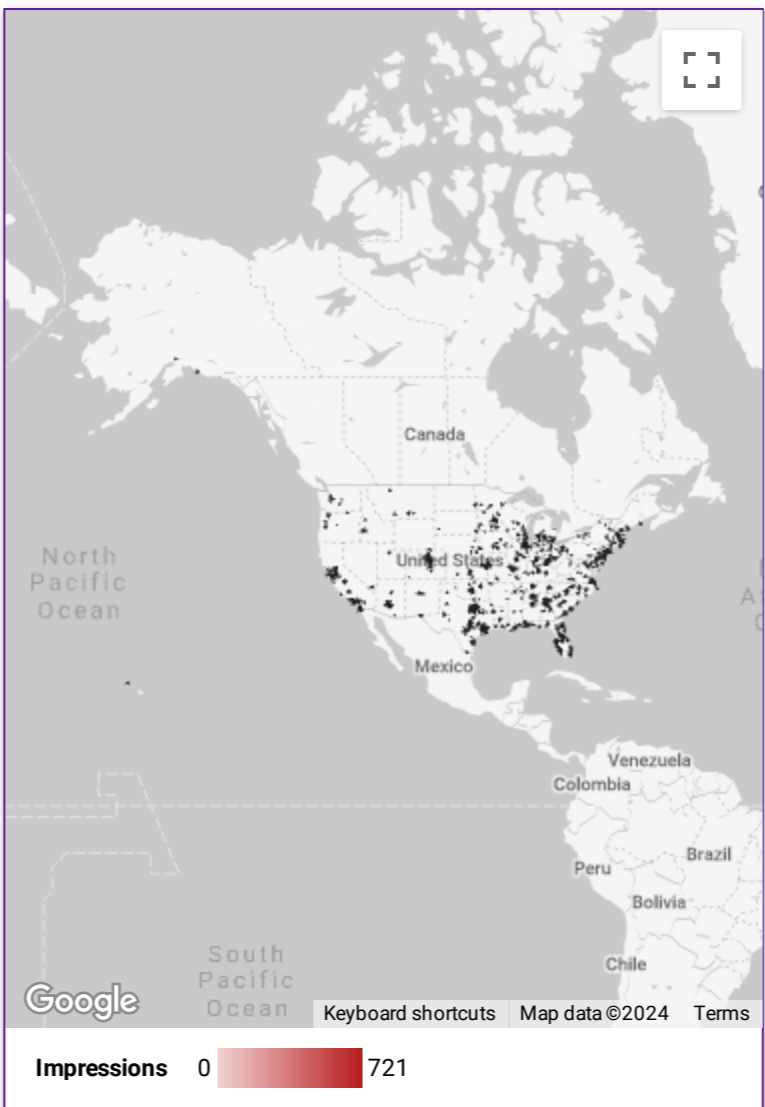 Canada
North
Pacific
Ocean
United States
Mexico
Venezuela
Colombia
Brazil
Peru
Bolivia
Chile
South
Pacific
Ocean
Google
Keyboard shortcuts
Map data ©2024
Terms
Impressions 0 721